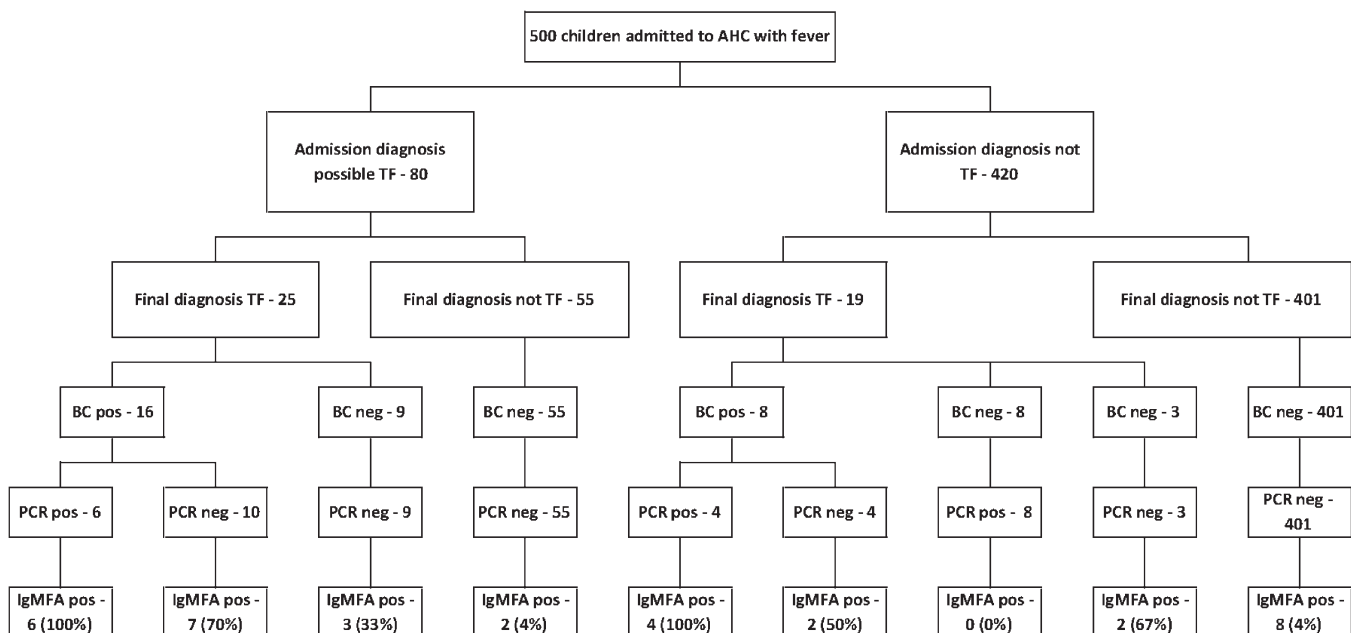 500 children admitted to AHC with fever
Admission diagnosis
possible TF - 80
Admission diagnosis not
TF - 420
Final diagnosis TF - 25
Final diagnosis not TF - 55
Final diagnosis TF - 19
Final diagnosis not TF - 401
BC pos - 16
BC neg - 9
BC neg - 55
BC pos - 8
BC neg - 8
BC neg - 3
BC neg - 401
PCR pos - 6
PCR neg - 10
PCR neg - 9
PCR neg - 55
PCR pos - 4
PCR neg - 4
PCR pos - 8
PCR neg - 3
PCR neg -
401
IgMFA pos -
6 (100%)
IgMFA pos -
7 (70%)
IgMFA pos -
3 (33%)
IgMFA pos -
2 (4%)
IgMFA pos -
4 (100%)
IgMFA pos -
2 (50%)
IgMFA pos -
0 (0%)
IgMFA pos -
2 (67%)
IgMFA pos -
8 (4%)